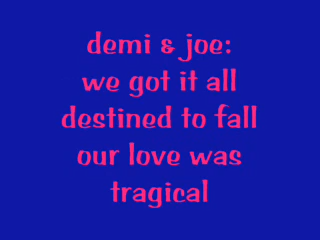 demi & joe:
we got it all
destined to fall
our love was
tragical